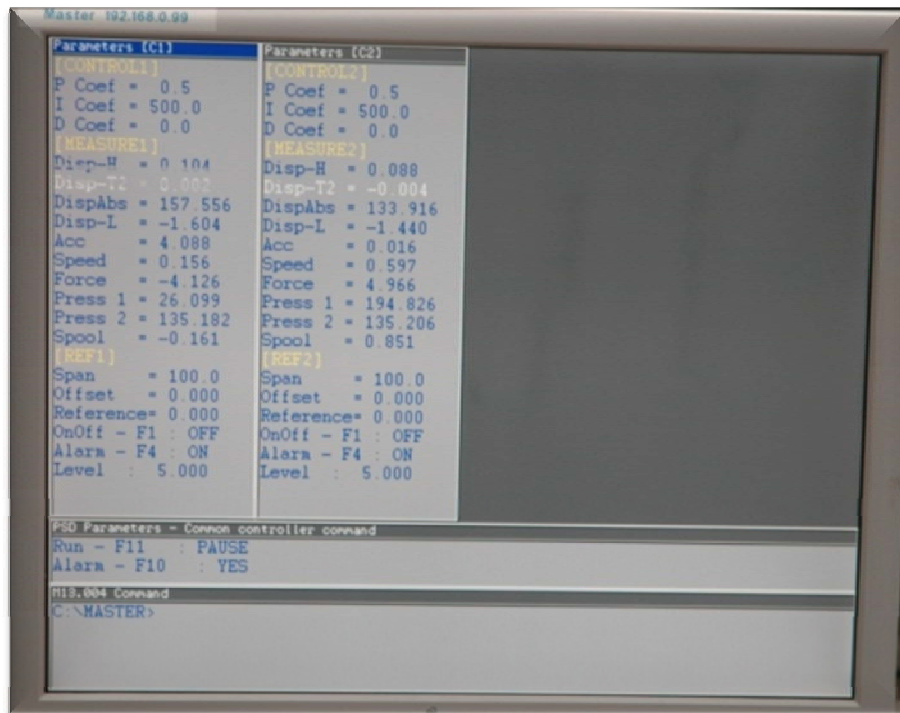 Master 192.168.0.99
Parameters [C1]
[CONTROL1]
P Coef = 0.5
I Coef = 500.0
D Coef = 0.0
[MEASURE1]
Disp-H = 0.104
Disp-T2 = 0.002
DispAbs = 157.556
Disp-L = -1.604
Acc = 4.088
Speed = 0.156
Force = -4.126
Press 1 = 26.099
Press 2 = 135.182
Spool = -0.161
[REF1]
Span = 100.0
Offset = 0.000
Reference= 0.000
OnOff - F1 : OFF
Alarm - F4 : ON
Level : 5.000
Parameters [C2]
[CONTROL2]
P Coef = 0.5
I Coef = 500.0
D Coef = 0.0
[MEASURE2]
Disp-H = 0.088
Disp-T2 = -0.004
DispAbs = 133.916
Disp-L = -1.440
Acc = 0.016
Speed = 0.597
Force = 4.966
Press 1 = 194.826
Press 2 = 135.206
Spool = 0.851
[REF2]
Span = 100.0
Offset = 0.000
Reference= 0.000
OnOff - F1 : OFF
Alarm - F4 : ON
Level : 5.000
PSD Parameters - Common controller command
Run - F11 : PAUSE
Alarm - F10 : YES
M13.004 Command
C:\MASTER>